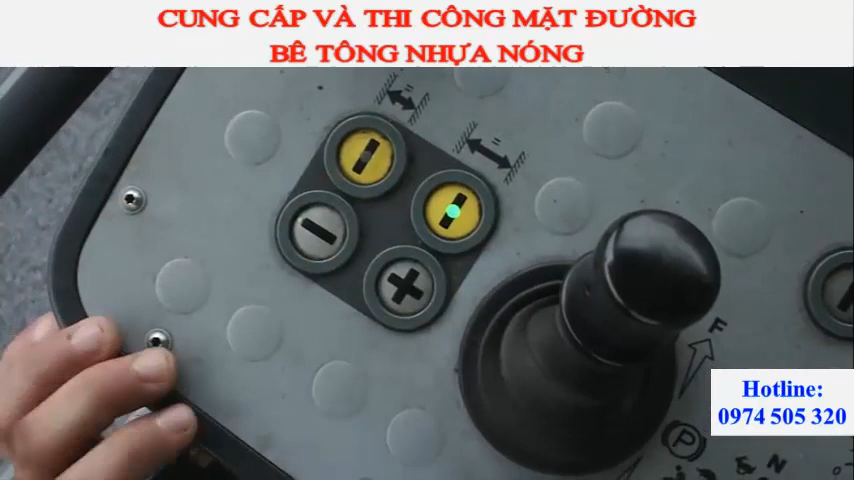 CUNG CẤP VÀ THI CÔNG MẶT ĐƯỜNG
BÊ TÔNG NHỰA NÓNG
F
Hotline:
0974 505 320
P
N